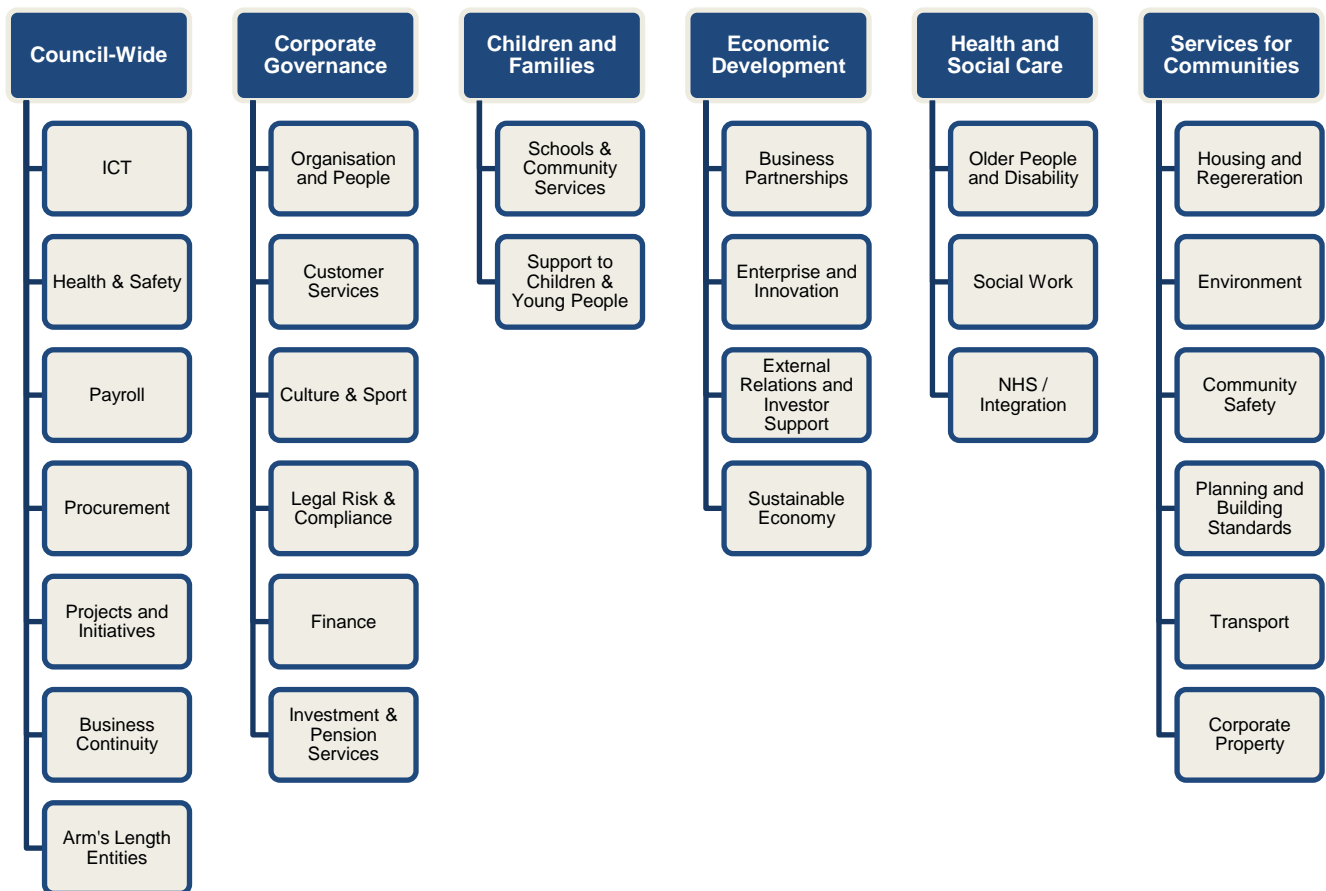 Council-Wide
ICT
Health & Safety
Payroll
Procurement
Projects and
Initiatives
Business
Continuity
Arm's Length
Entities
Corporate
Governance
Organisation
and People
Customer
Services
Culture & Sport
Legal Risk &
Compliance
Finance
Investment &
Pension
Services
Children and
Families
Schools &
Community
Services
Support to
Children &
Young People
Economic
Development
Business
Partnerships
Enterprise and
Innovation
External
Relations and
Investor
Support
Sustainable
Economy
Health and
Social Care
Older People
and Disability
Social Work
NHS /
Integration
Services for
Communities
Housing and
Regereration
Environment
Community
Safety
Planning and
Building
Standards
Transport
Corporate
Property